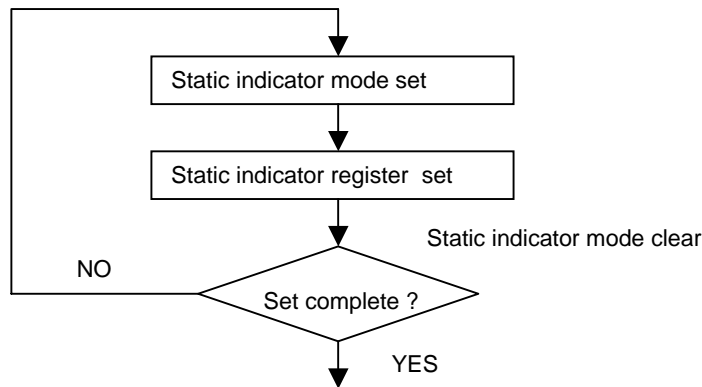 Static indicator mode set
Static indicator register set
Static indicator mode clear
NO
Set complete ?
YES